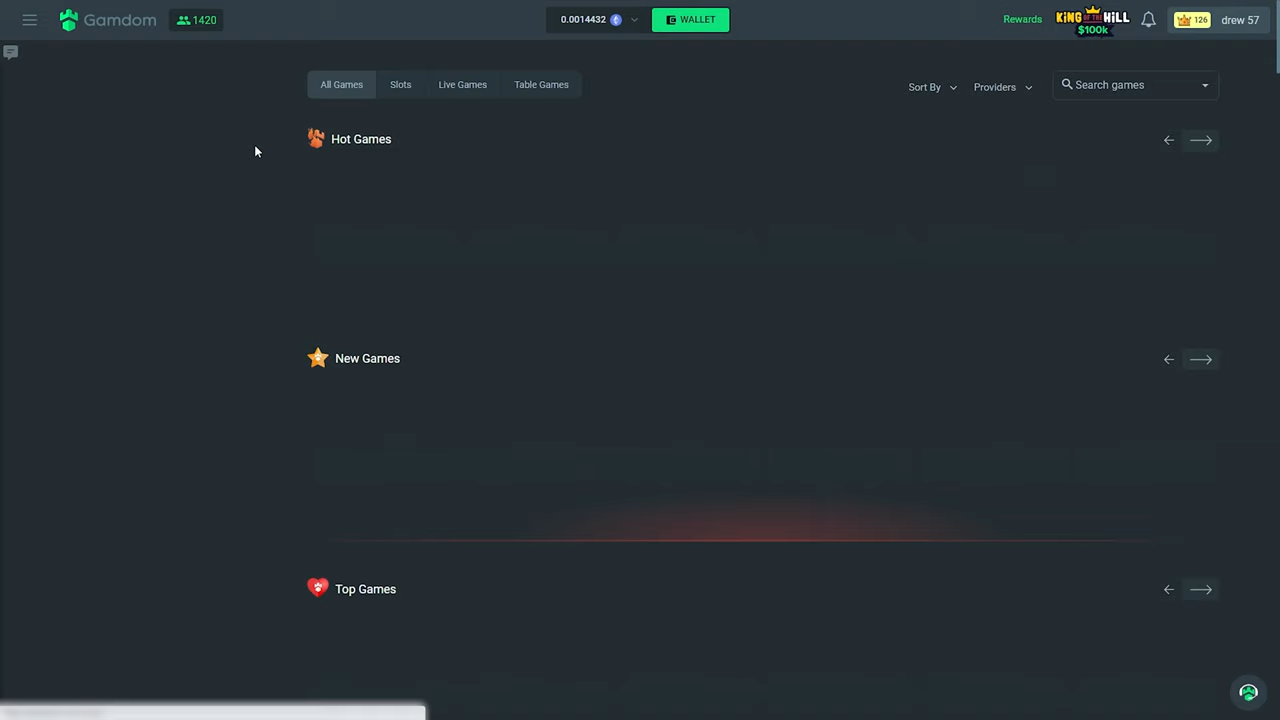 Gamdom
1420
0.0014432
WALLET
Rewards
KING OF THE HILL
$100k
126
drew 57
All Games
Slots
Live Games
Table Games
Sort By
Providers
Search games
Hot Games
New Games
Top Games